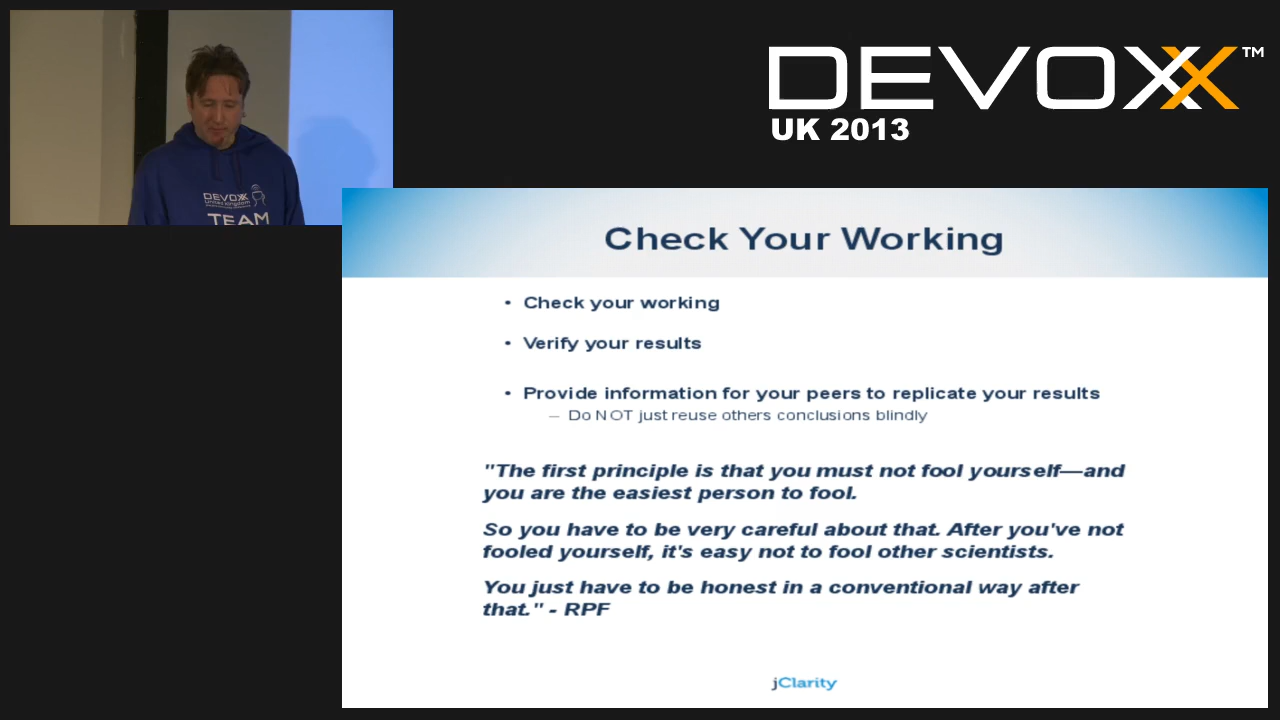 DEVOXX™
UK 2013
DEVOXX
United Kingdom
TEAM
Check Your Working
• Check your working
• Verify your results
• Provide information for your peers to replicate your results
– Do NOT just reuse others conclusions blindly
"The first principle is that you must not fool yourself—and
you are the easiest person to fool.
So you have to be very careful about that. After you've not
fooled yourself, it's easy not to fool other scientists.
You just have to be honest in a conventional way after
that." - RPF
jClarity